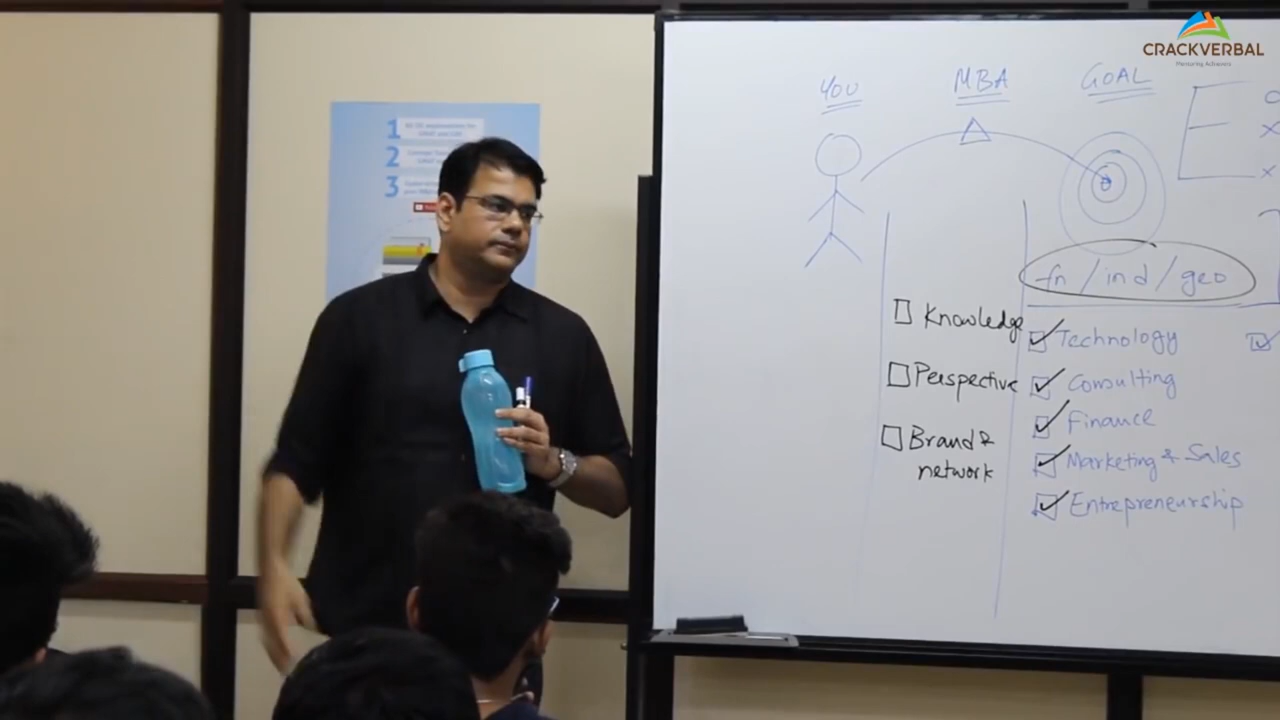 CRACKVERBAL
Nurturing Achievers
YOU
MBA
GOAL
fn / ind / geo
Knowledge
Perspective
Brand &
network
Technology
Consulting
Finance
Marketing & Sales
Entrepreneurship
1
2
3